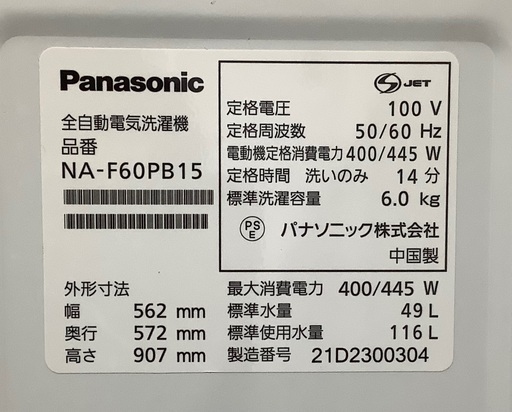 Panasonic
全自動電気洗濯機
品番
NA-F60PB15
S JET
定格電圧 100 V
定格周波数 50/60 Hz
電動機定格消費電力 400/445 W
定格時間 洗いのみ 14 分
標準洗濯容量 6.0 kg
PS E パナソニック株式会社
中国製
外形寸法
幅 562 mm
奥行 572 mm
高さ 907 mm
最大消費電力 400/445 W
標準水量 49 L
標準使用水量 116 L
製造番号 21D2300304